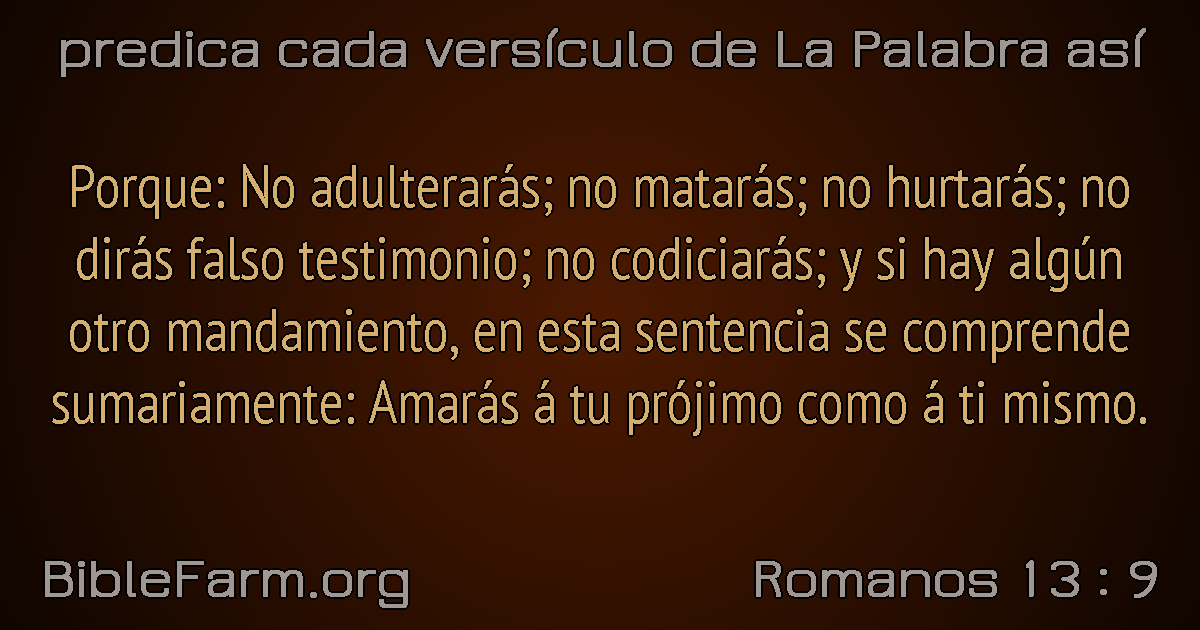 predica cada versículo de La Palabra así
Porque: No adulterarás; no matarás; no hurtarás; no
dirás falso testimonio; no codiciarás; y si hay algún
otro mandamiento, en esta sentencia se comprende
sumariamente: Amarás á tu prójimo como á ti mismo.
BibleFarm.org
Romanos 13 : 9